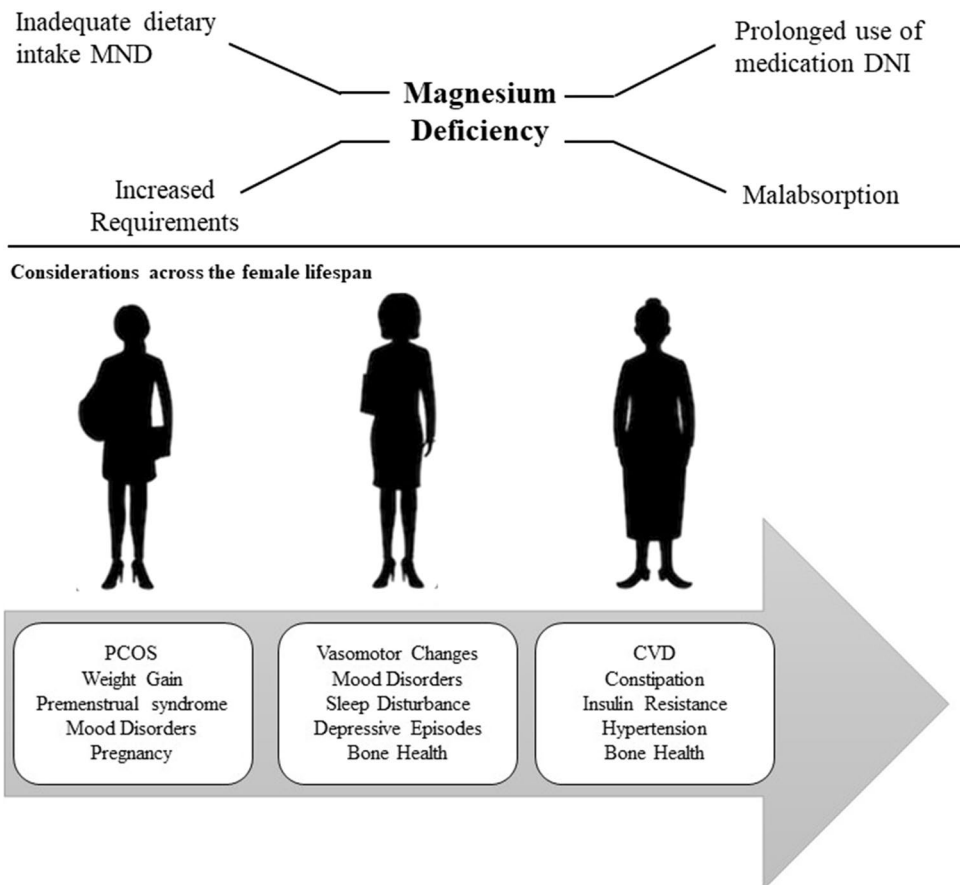 Inadequate dietary
intake MND
Prolonged use of
medication DNI
Magnesium
Deficiency
Increased
Requirements
Malabsorption
Considerations across the female lifespan
PCOS
Weight Gain
Premenstrual syndrome
Mood Disorders
Pregnancy
Vasomotor Changes
Mood Disorders
Sleep Disturbance
Depressive Episodes
Bone Health
CVD
Constipation
Insulin Resistance
Hypertension
Bone Health